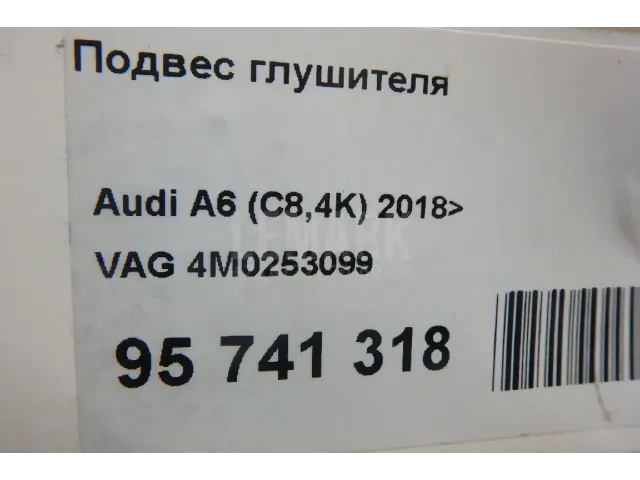 Подвес глушителя
Audi A6 (C8,4K) 2018>
VAG 4M0253099
95 741 318